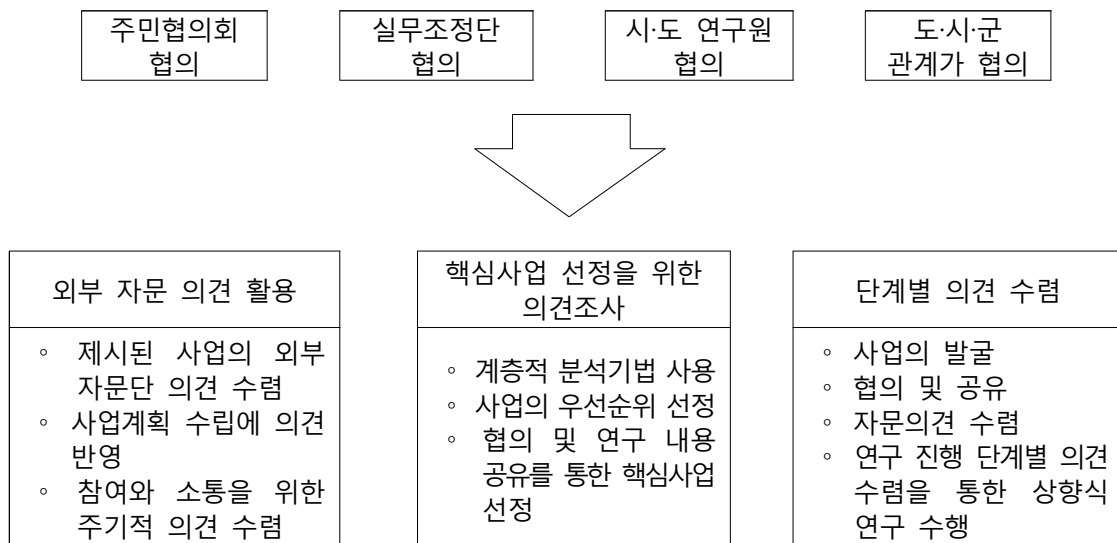 주민협의회
협의
실무조정단
협의
시·도 연구원
협의
도·시·군
관계가 협의
외부 자문 의견 활용
◦ 제시된 사업의 외부
자문단 의견 수렴
◦ 사업계획 수립에 의견
반영
◦ 참여와 소통을 위한
주기적 의견 수렴
핵심사업 선정을 위한
의견조사
◦ 계층적 분석기법 사용
◦ 사업의 우선순위 선정
◦ 협의 및 연구 내용
공유를 통한 핵심사업
선정
단계별 의견 수렴
◦ 사업의 발굴
◦ 협의 및 공유
◦ 자문의견 수렴
◦ 연구 진행 단계별 의견
수렴을 통한 상향식
연구 수행